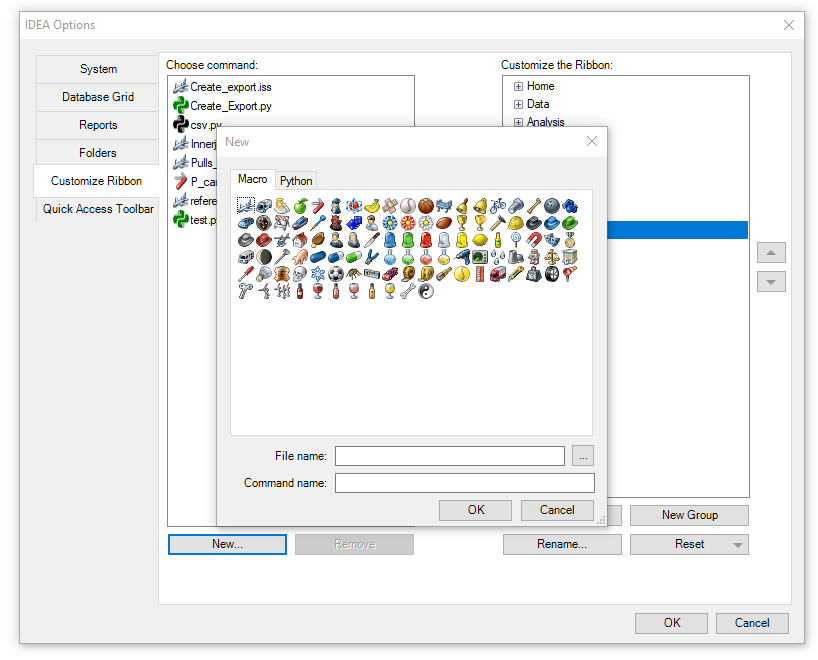 IDEA Options
System
Database Grid
Reports
Folders
Customize Ribbon
Quick Access Toolbar
Choose command:
Create_export.iss
Create_Export.py
csv.py
Innerj
Pulls_
P_ca
refere
test.p
Customize the Ribbon:
Home
Data
Analysis
New
Macro
Python
File name:
...
Command name:
OK
Cancel
New Group
New...
Remove
Rename...
Reset
OK
Cancel